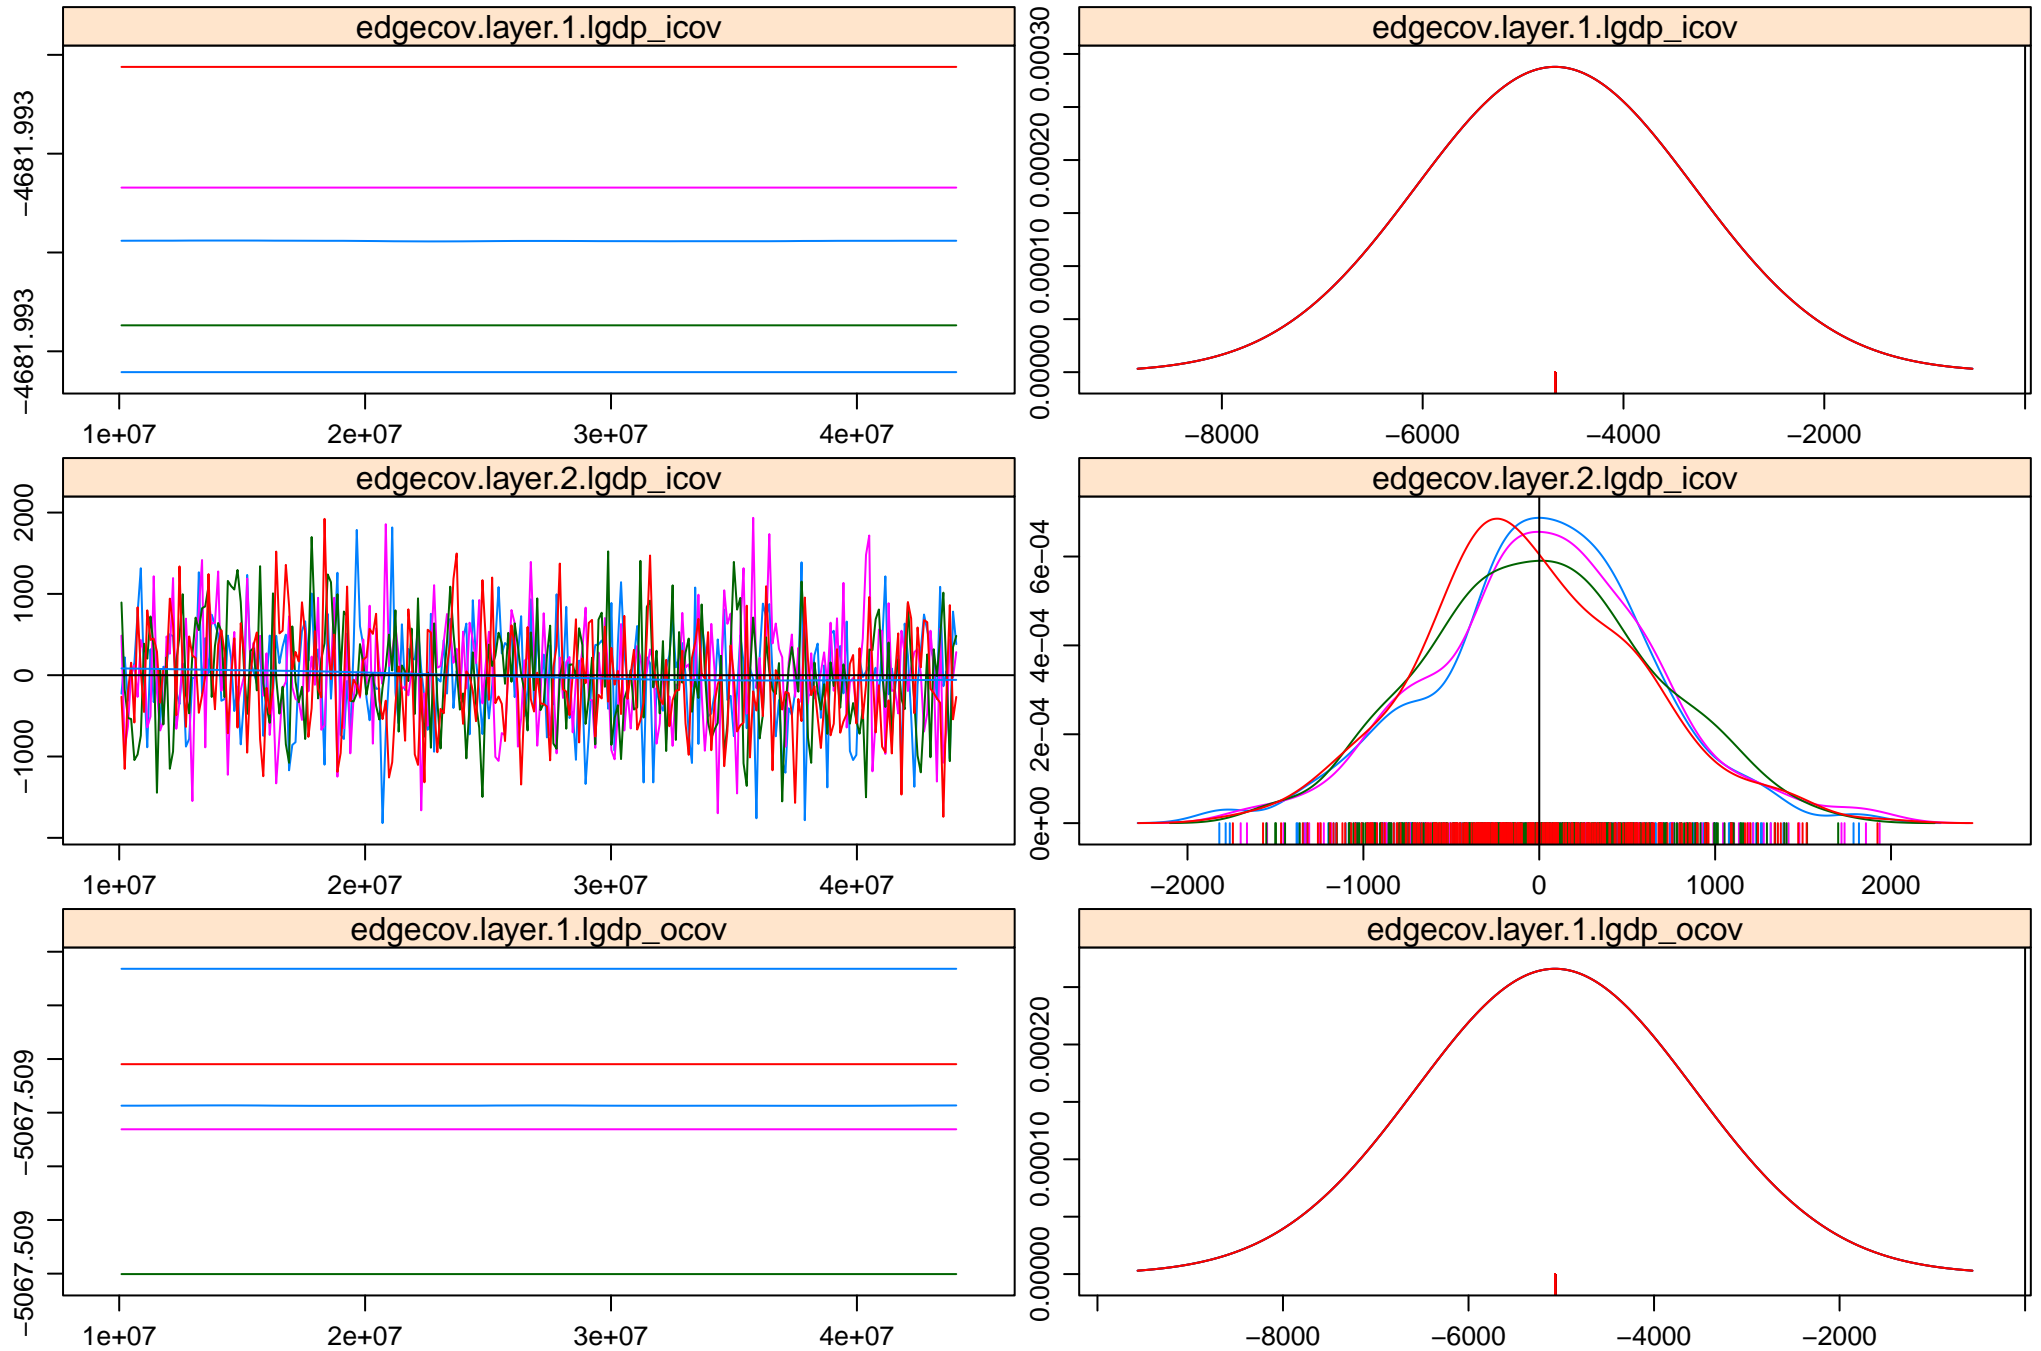 edgecov.layer.1.lgdp_icov
−4681.993
−4681.993
1e+07 2e+07 3e+07 4e+07
edgecov.layer.1.lgdp_icov
0.00000 0.00010 0.00020 0.00030
−8000 −6000 −4000 −2000
edgecov.layer.2.lgdp_icov
2000
1000
0
−1000
1e+07 2e+07 3e+07 4e+07
edgecov.layer.2.lgdp_icov
0e+00 2e−04 4e−04 6e−04
−2000 −1000 0 1000 2000
edgecov.layer.1.lgdp_ocov
−5067.509
−5067.509
1e+07 2e+07 3e+07 4e+07
edgecov.layer.1.lgdp_ocov
0.00000 0.00010 0.00020
−8000 −6000 −4000 −2000